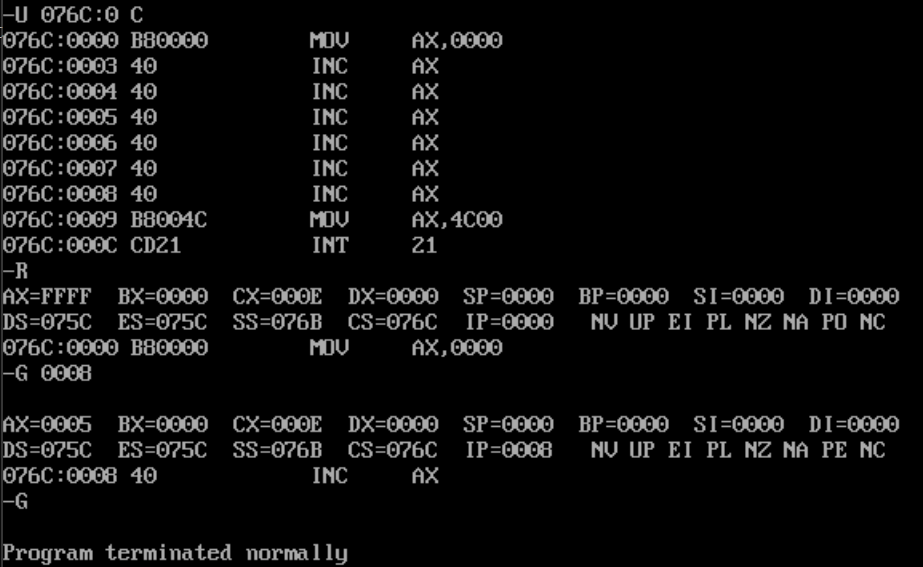 -U 076C:0 C
076C:0000 B80000        MOV     AX,0000
076C:0003 40            INC     AX
076C:0004 40            INC     AX
076C:0005 40            INC     AX
076C:0006 40            INC     AX
076C:0007 40            INC     AX
076C:0008 40            INC     AX
076C:0009 B8004C        MOV     AX,4C00
076C:000C CD21          INT     21
-R
AX=FFFF  BX=0000  CX=000E  DX=0000  SP=0000  BP=0000  SI=0000  DI=0000
DS=075C  ES=075C  SS=076B  CS=076C  IP=0000   NV UP EI PL NZ NA PO NC
076C:0000 B80000        MOV     AX,0000
-G 0008

AX=0005  BX=0000  CX=000E  DX=0000  SP=0000  BP=0000  SI=0000  DI=0000
DS=075C  ES=075C  SS=076B  CS=076C  IP=0008   NV UP EI PL NZ NA PE NC
076C:0008 40            INC     AX
-G

Program terminated normally